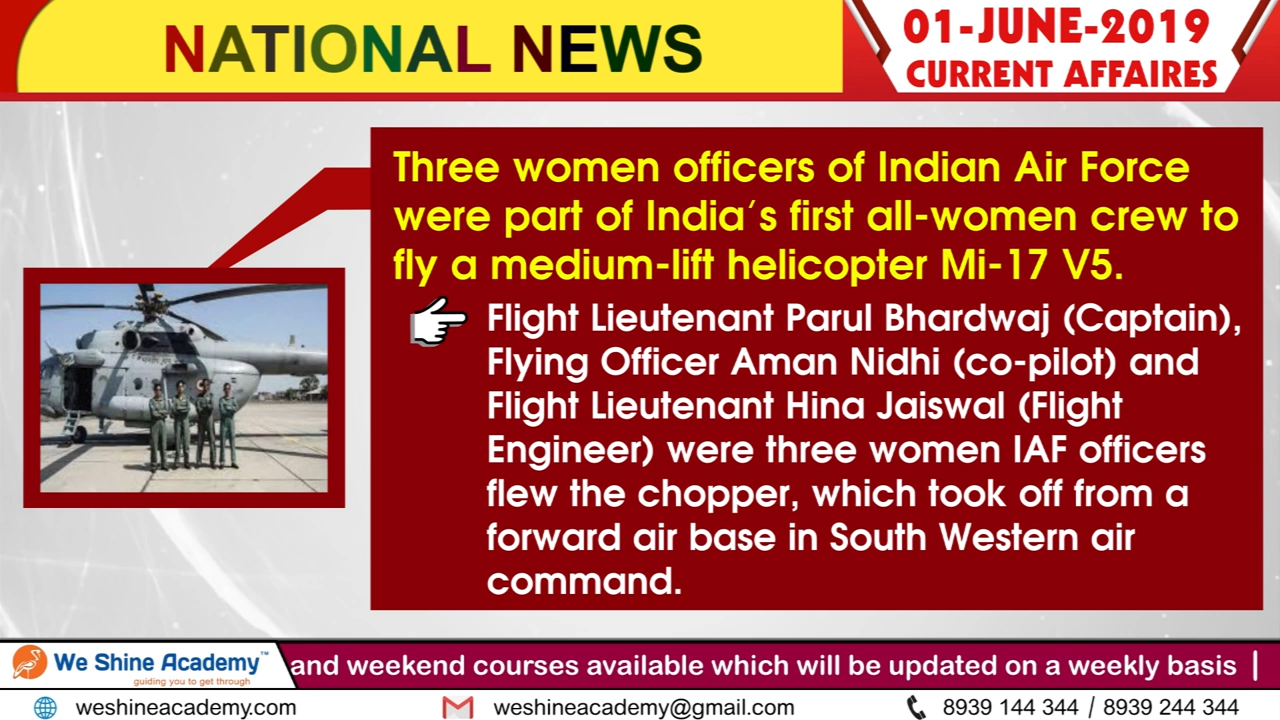 NATIONAL NEWS
01-JUNE-2019
CURRENT AFFAIRES
Three women officers of Indian Air Force
were part of India´s first all-women crew to
fly a medium-lift helicopter Mi-17 V5.
Flight Lieutenant Parul Bhardwaj (Captain),
Flying Officer Aman Nidhi (co-pilot) and
Flight Lieutenant Hina Jaiswal (Flight
Engineer) were three women IAF officers
flew the chopper, which took off from a
forward air base in South Western air
command.
We Shine Academy™
guiding you to get through
and weekend courses available which will be updated on a weekly basis |
weshineacademy.com
weshineacademy@gmail.com
8939 144 344 / 8939 244 344